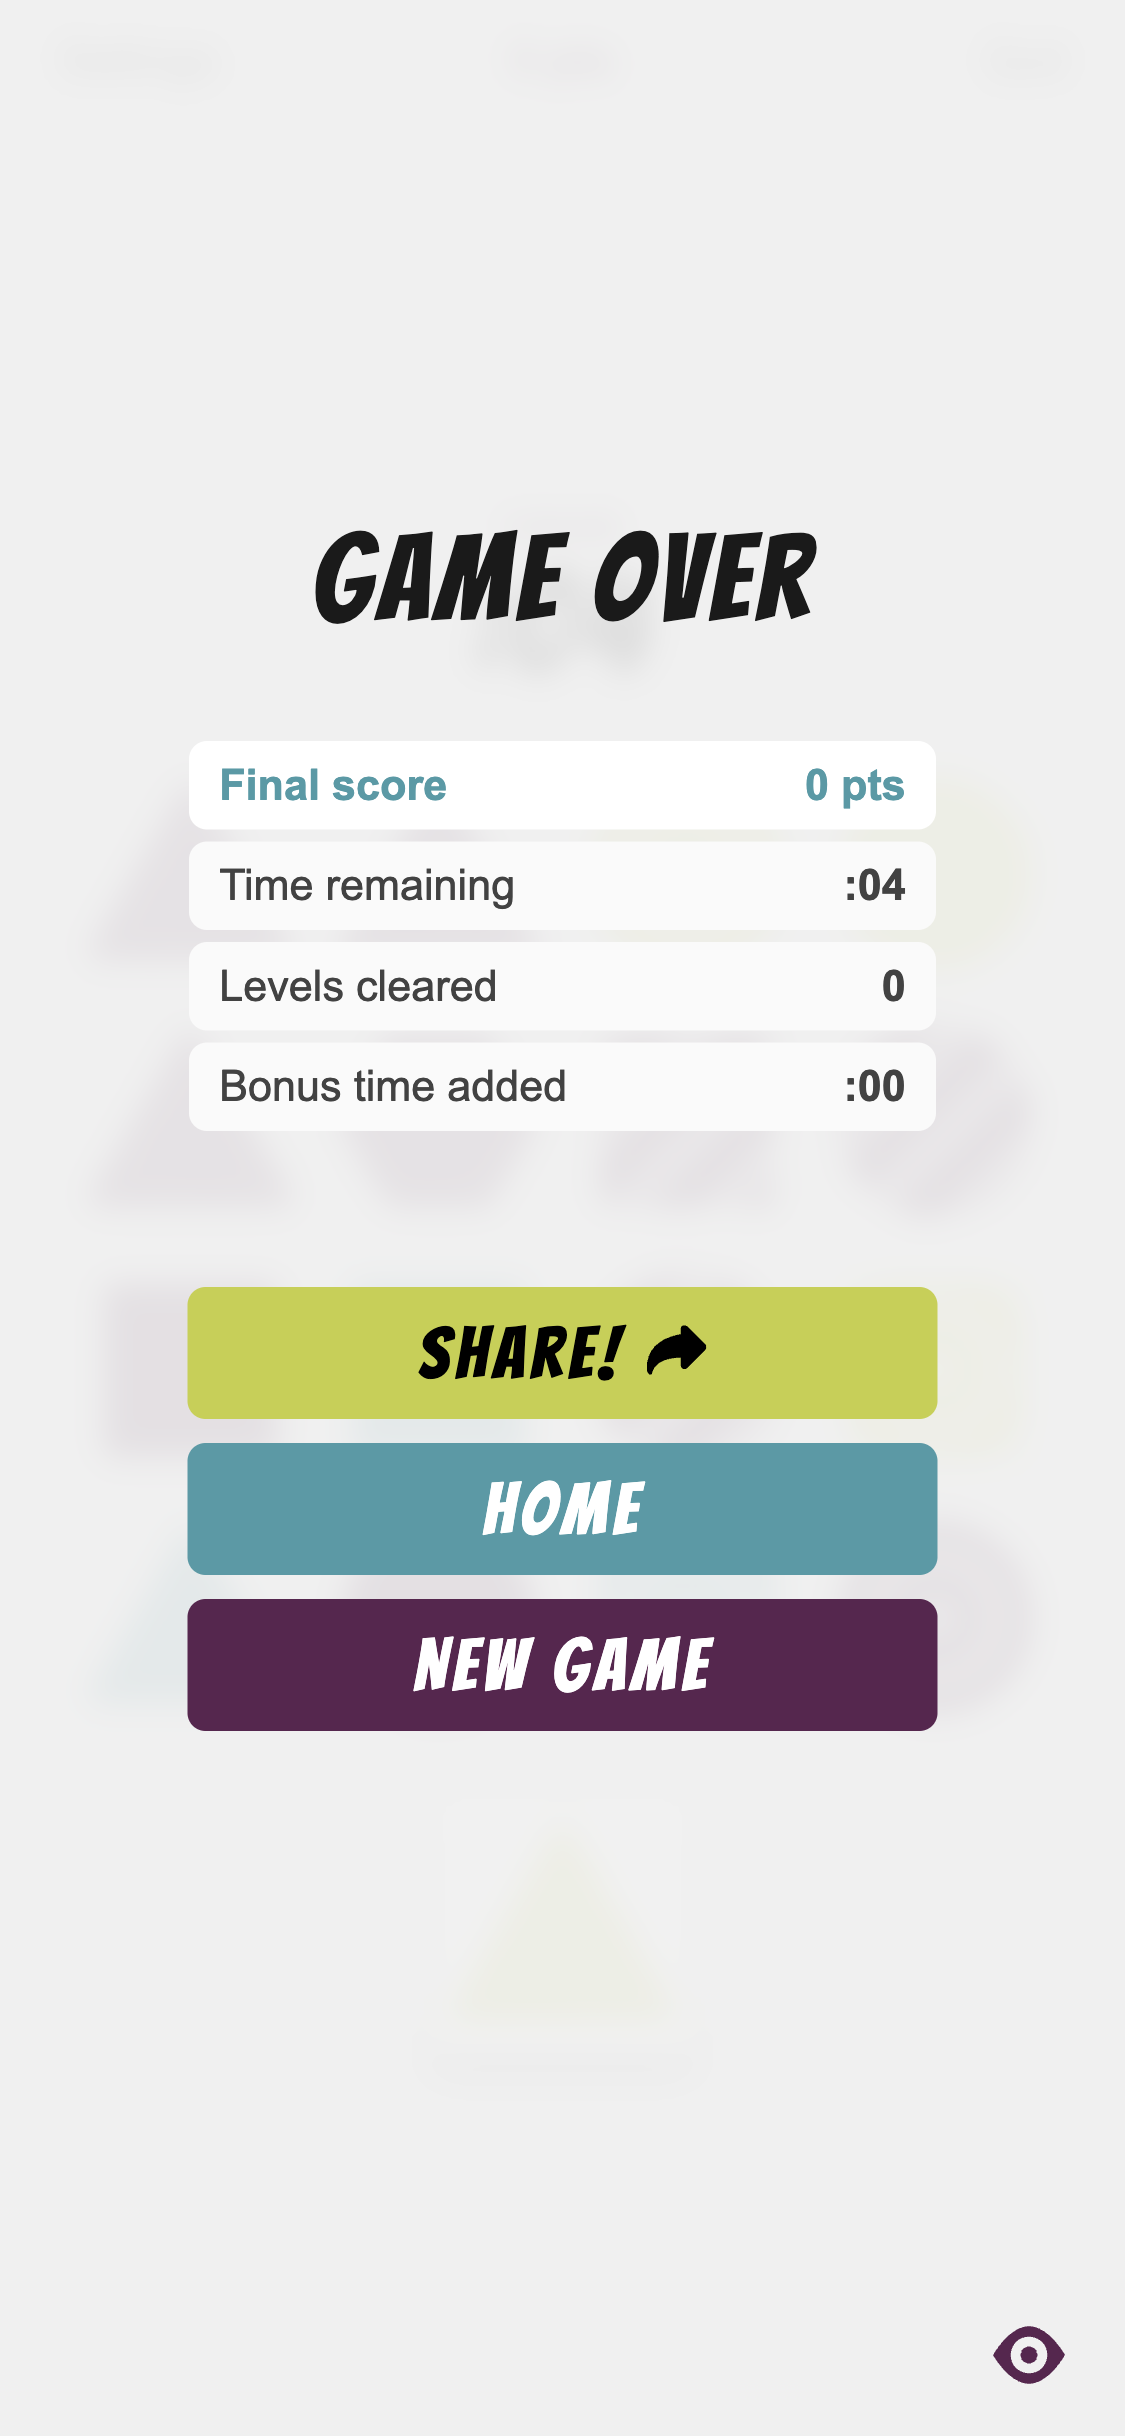 GAME OVER
Final score 0 pts
Time remaining :04
Levels cleared 0
Bonus time added :00
SHARE!
HOME
NEW GAME